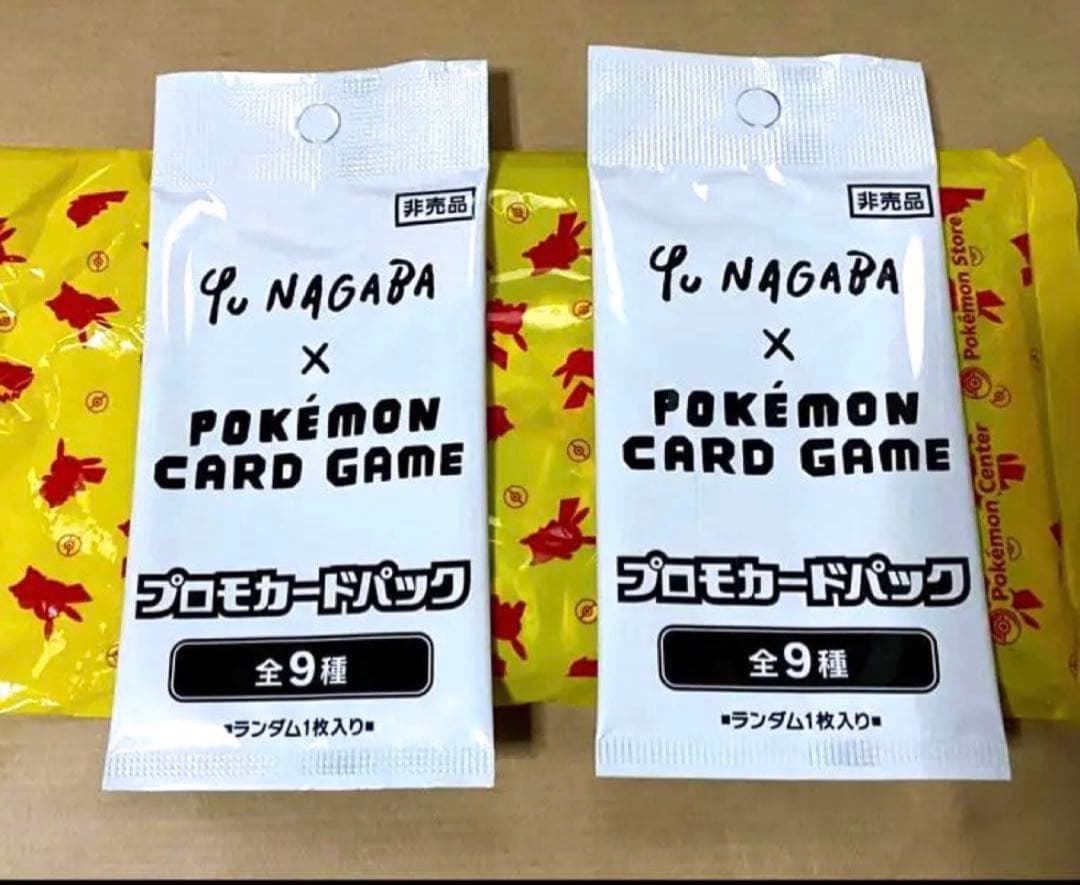 非売品
Yu NAGABA
×
POKÉMON
CARD GAME
プロモカードパック
全9種
■ランダム1枚入り■
非売品
Yu NAGABA
×
POKÉMON
CARD GAME
プロモカードパック
全9種
■ランダム1枚入り■
Pokémon Center
Pokémon Store